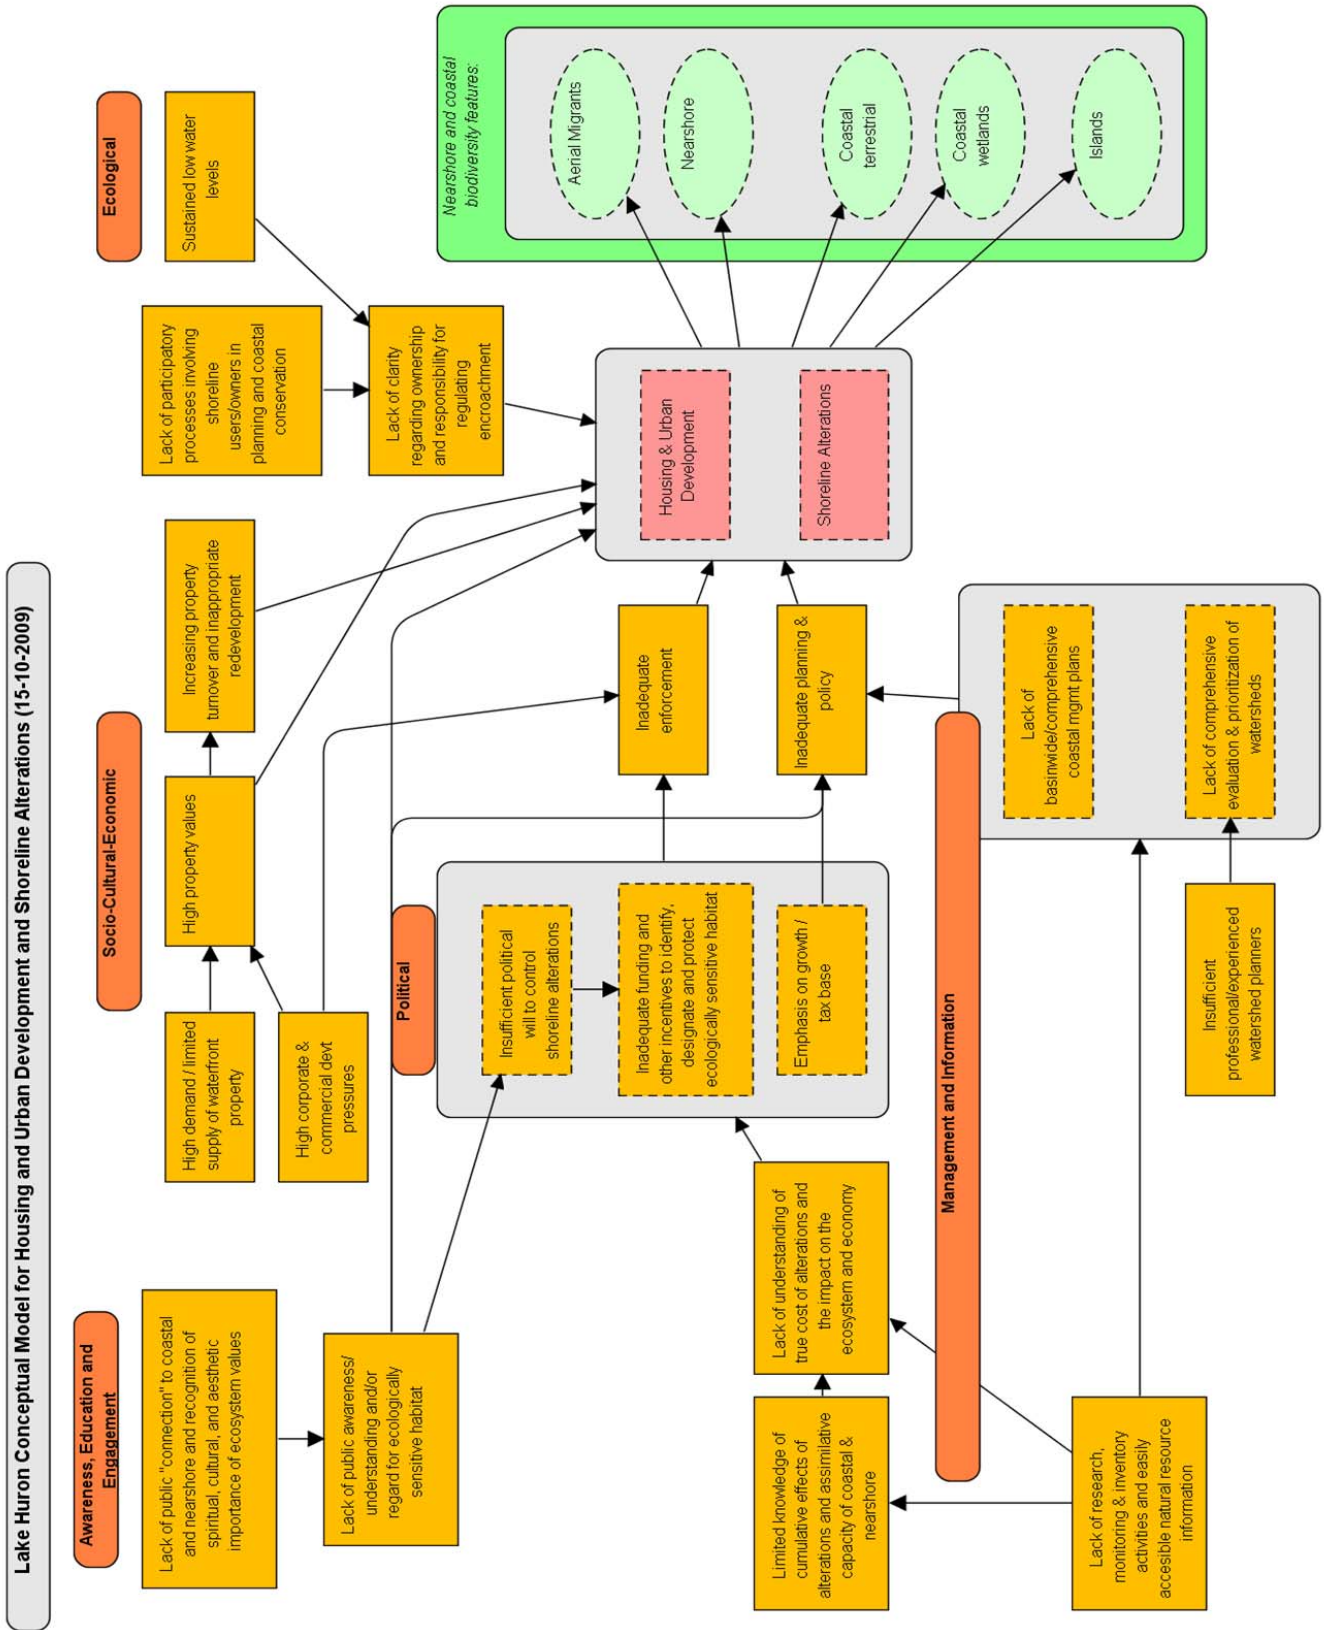 Lake Huron Conceptual Model for Housing and Urban Development and Shoreline Alterations (15-10-2009)
Awareness, Education and
Engagement
Socio-Cultural-Economic
Ecological
Lack of public "connection" to coastal
and nearshore and recognition of
spiritual, cultural, and aesthetic
importance of ecosystem values
Lack of public awareness/
understanding and/or
regard for ecologically
sensitive habitat
High demand / limited
supply of waterfront
property
High corporate &
commercial devt
pressures
High property values
Increasing property
turnover and inappropriate
redevelopment
Lack of participatory
processes involving
shoreline
users/owners in
planning and coastal
conservation
Sustained low water
levels
Lack of clarity
regarding ownership
and responsibility for
regulating
encroachment
Political
Insufficient political
will to control
shoreline alterations
Inadequate funding and
other incentives to identify,
designate and protect
ecologically sensitive habitat
Emphasis on growth /
tax base
Inadequate
enforcement
Inadequate planning &
policy
Housing & Urban
Development
Shoreline Alterations
Nearshore and coastal
biodiversity features:
Aerial Migrants
Nearshore
Coastal
terrestrial
Coastal
wetlands
Islands
Limited knowledge of
cumulative effects of
alterations and assimilative
capacity of coastal &
nearshore
Lack of understanding of
true cost of alterations and
the impact on the
ecosystem and economy
Management and Information
Lack of research,
monitoring & inventory
activities and easily
accesible natural resource
information
Insufficient
professional/experienced
watershed planners
Lack of
basinwide/comprehensive
coastal mgmt plans
Lack of comprehensive
evaluation & prioritization of
watersheds